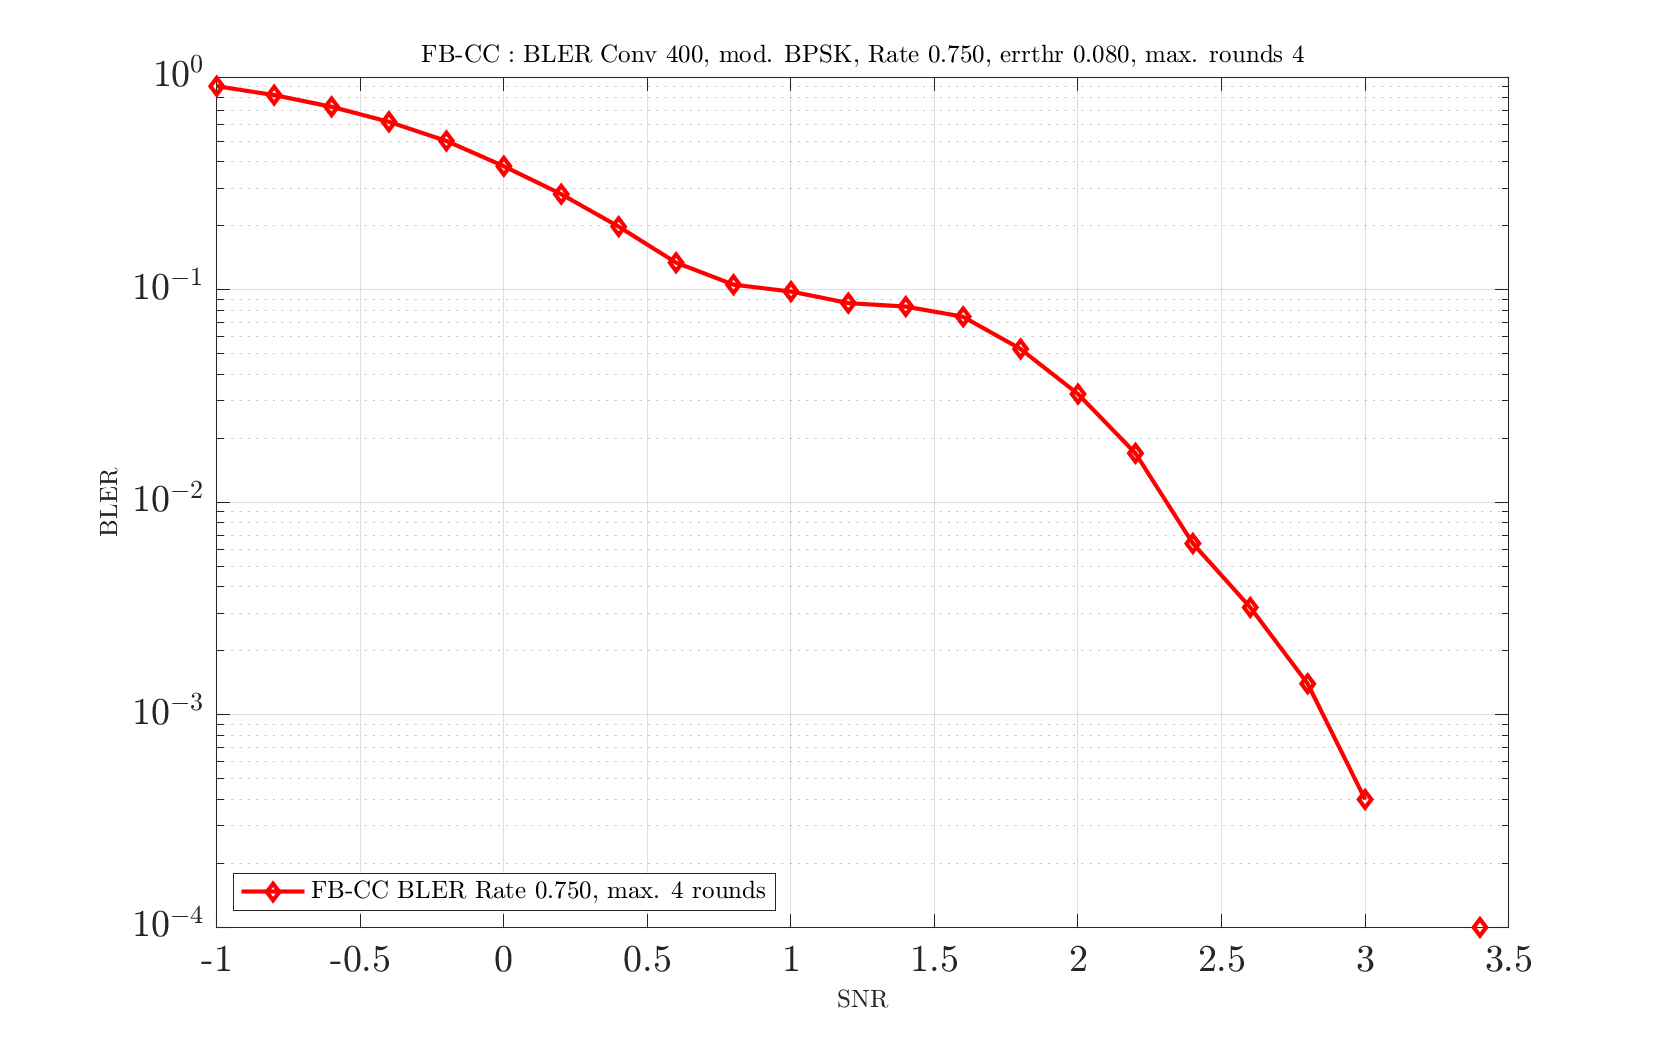 FB-CC : BLER Conv 400, mod. BPSK, Rate 0.750, errthr 0.080, max. rounds 4
10^0
10^-1
10^-2
10^-3
10^-4
BLER
FB-CC BLER Rate 0.750, max. 4 rounds
-1 -0.5 0 0.5 1 1.5 2 2.5 3 3.5
SNR